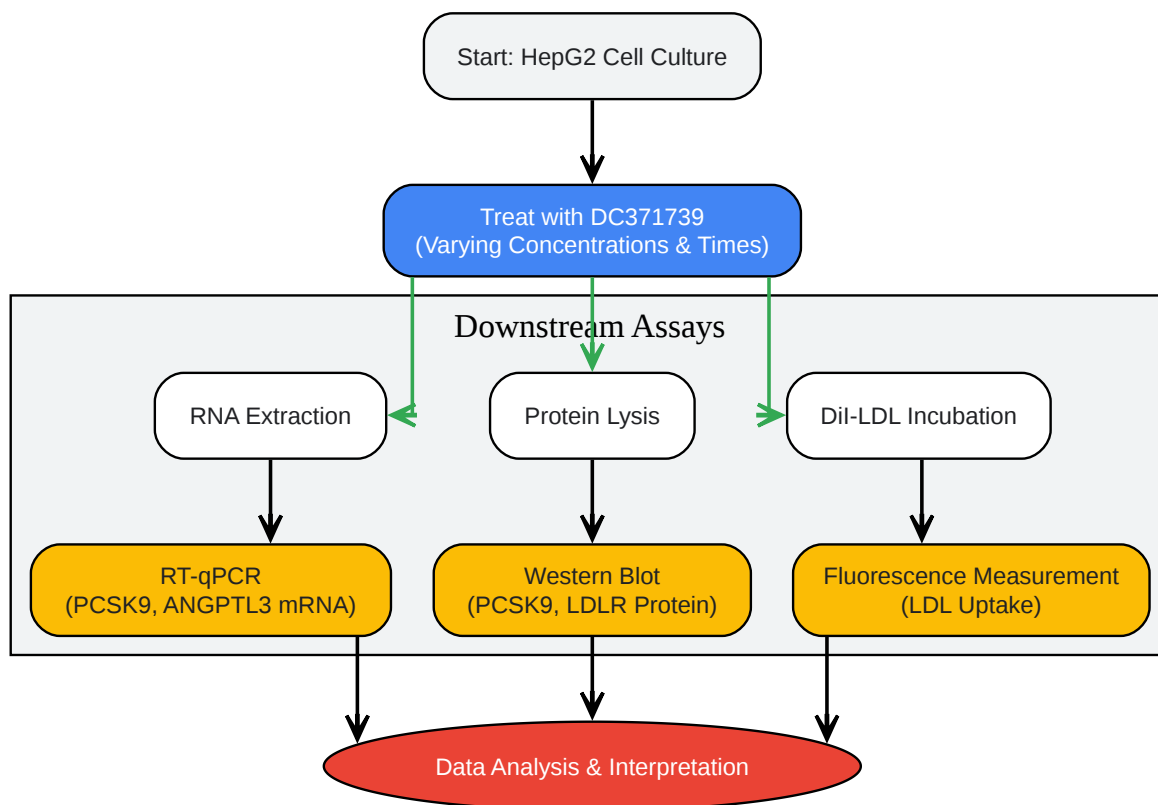 Start: HepG2 Cell Culture
Treat with DC371739
(Varying Concentrations & Times)
Downstream Assays
RNA Extraction
Protein Lysis
DiI-LDL Incubation
RT-qPCR
(PCSK9, ANGPTL3 mRNA)
Western Blot
(PCSK9, LDLR Protein)
Fluorescence Measurement
(LDL Uptake)
Data Analysis & Interpretation